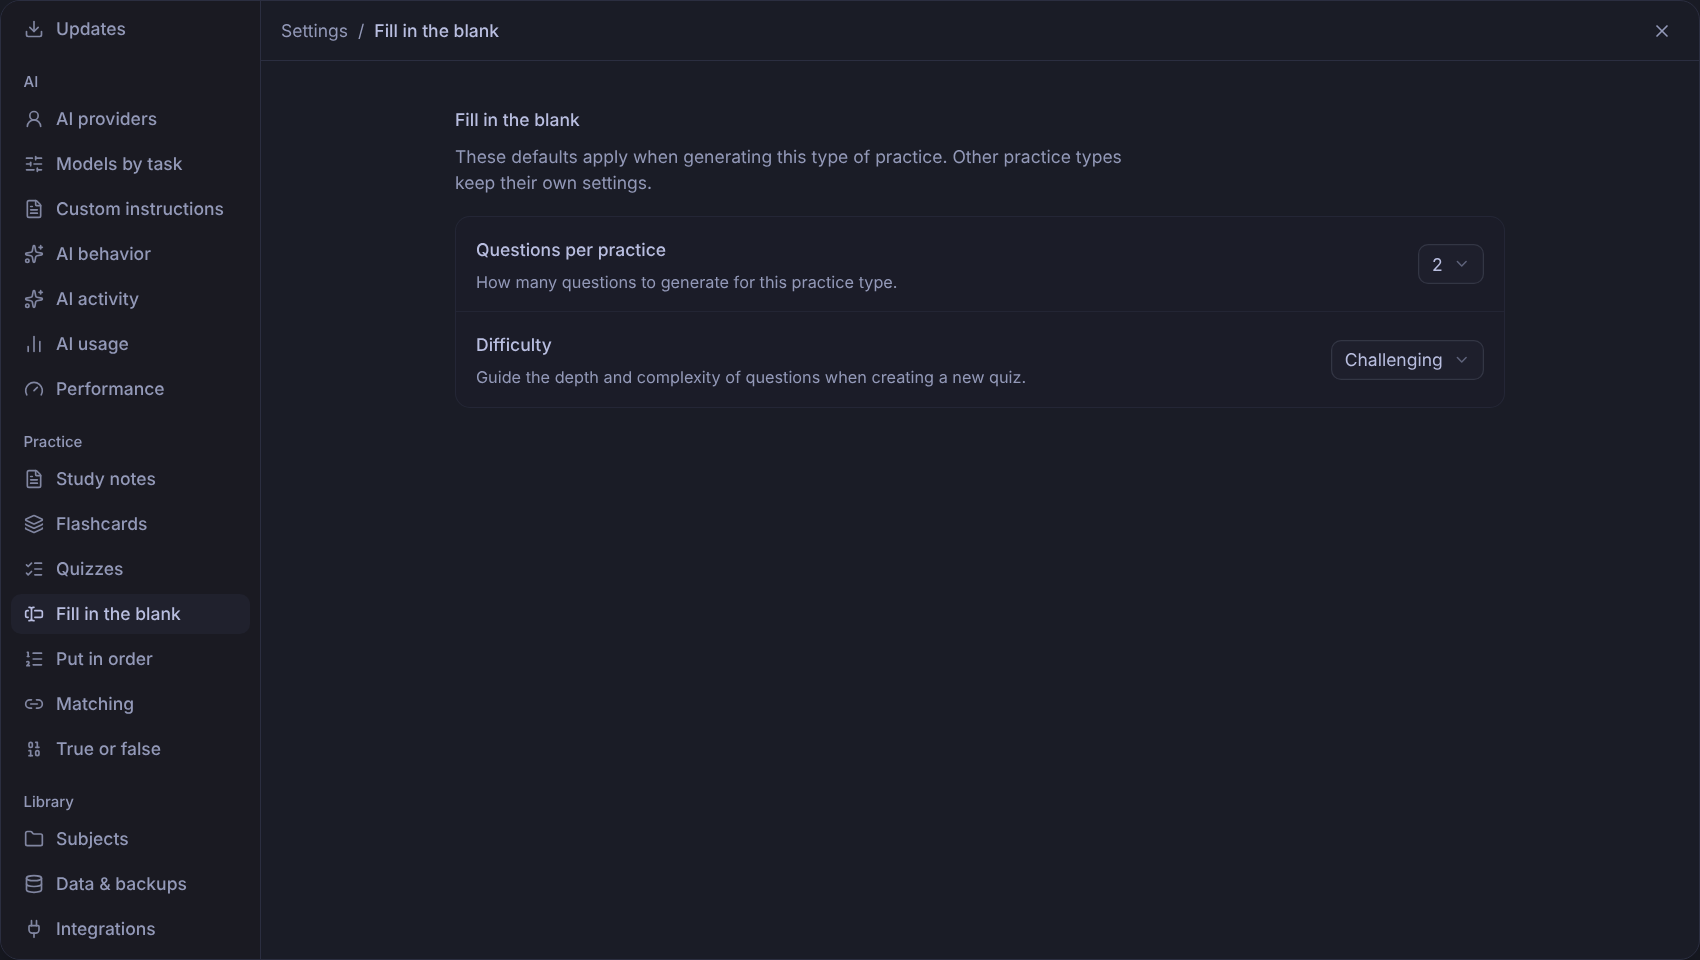 Updates
AI
AI providers
Models by task
Custom instructions
AI behavior
AI activity
AI usage
Performance
Practice
Study notes
Flashcards
Quizzes
Fill in the blank
Put in order
Matching
True or false
Library
Subjects
Data & backups
Integrations
Settings / Fill in the blank
Fill in the blank
These defaults apply when generating this type of practice. Other practice types
keep their own settings.
Questions per practice
How many questions to generate for this practice type.
2
Difficulty
Guide the depth and complexity of questions when creating a new quiz.
Challenging